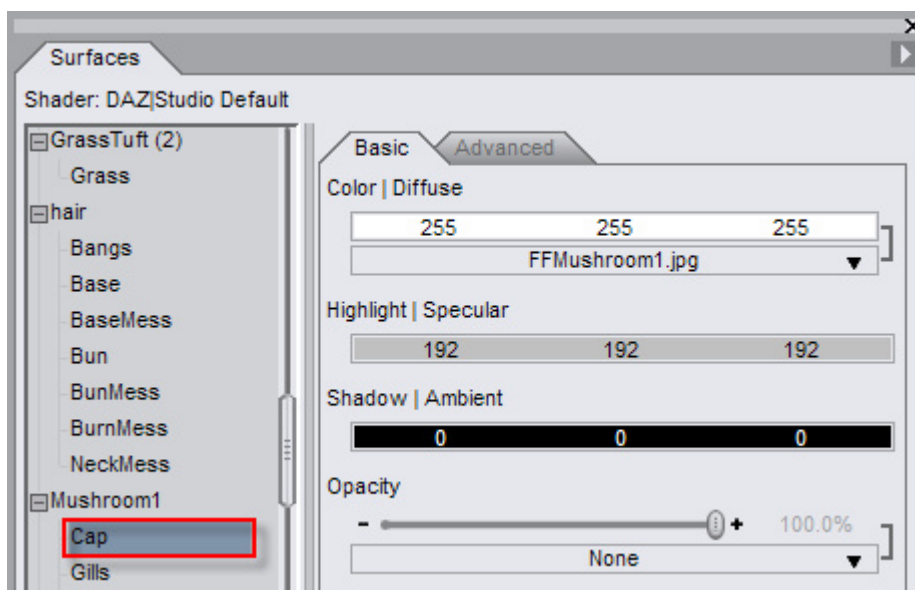 Surfaces
Shader: DAZ|Studio Default
GrassTuft (2)
Grass
hair
Bangs
Base
BaseMess
Bun
BunMess
BurnMess
NeckMess
Mushroom1
Cap
Gills
Basic Advanced
Color | Diffuse
255 255 255
FFMushroom1.jpg
Highlight | Specular
192 192 192
Shadow | Ambient
0 0 0
Opacity
- + 100.0%
None